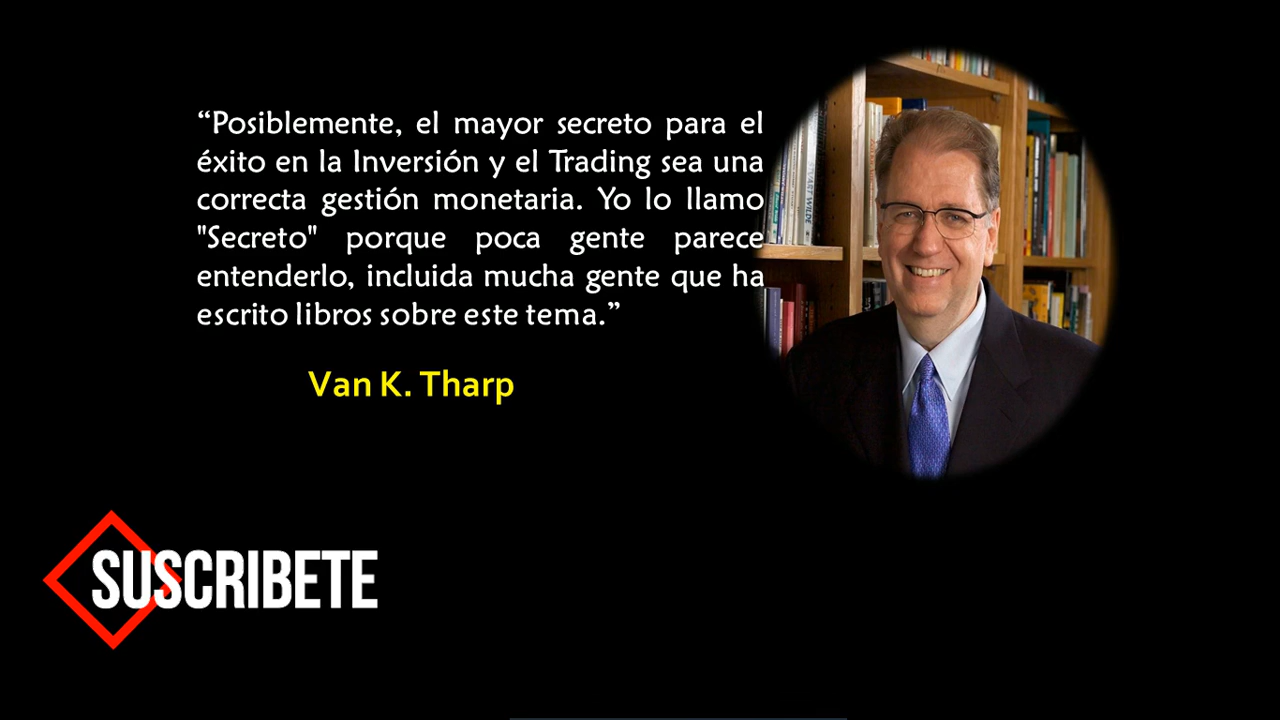 “Posiblemente, el mayor secreto para el
éxito en la Inversión y el Trading sea una
correcta gestión monetaria. Yo lo llamo
"Secreto" porque poca gente parece
entenderlo, incluida mucha gente que ha
escrito libros sobre este tema.”
Van K. Tharp
SUSCRIBETE